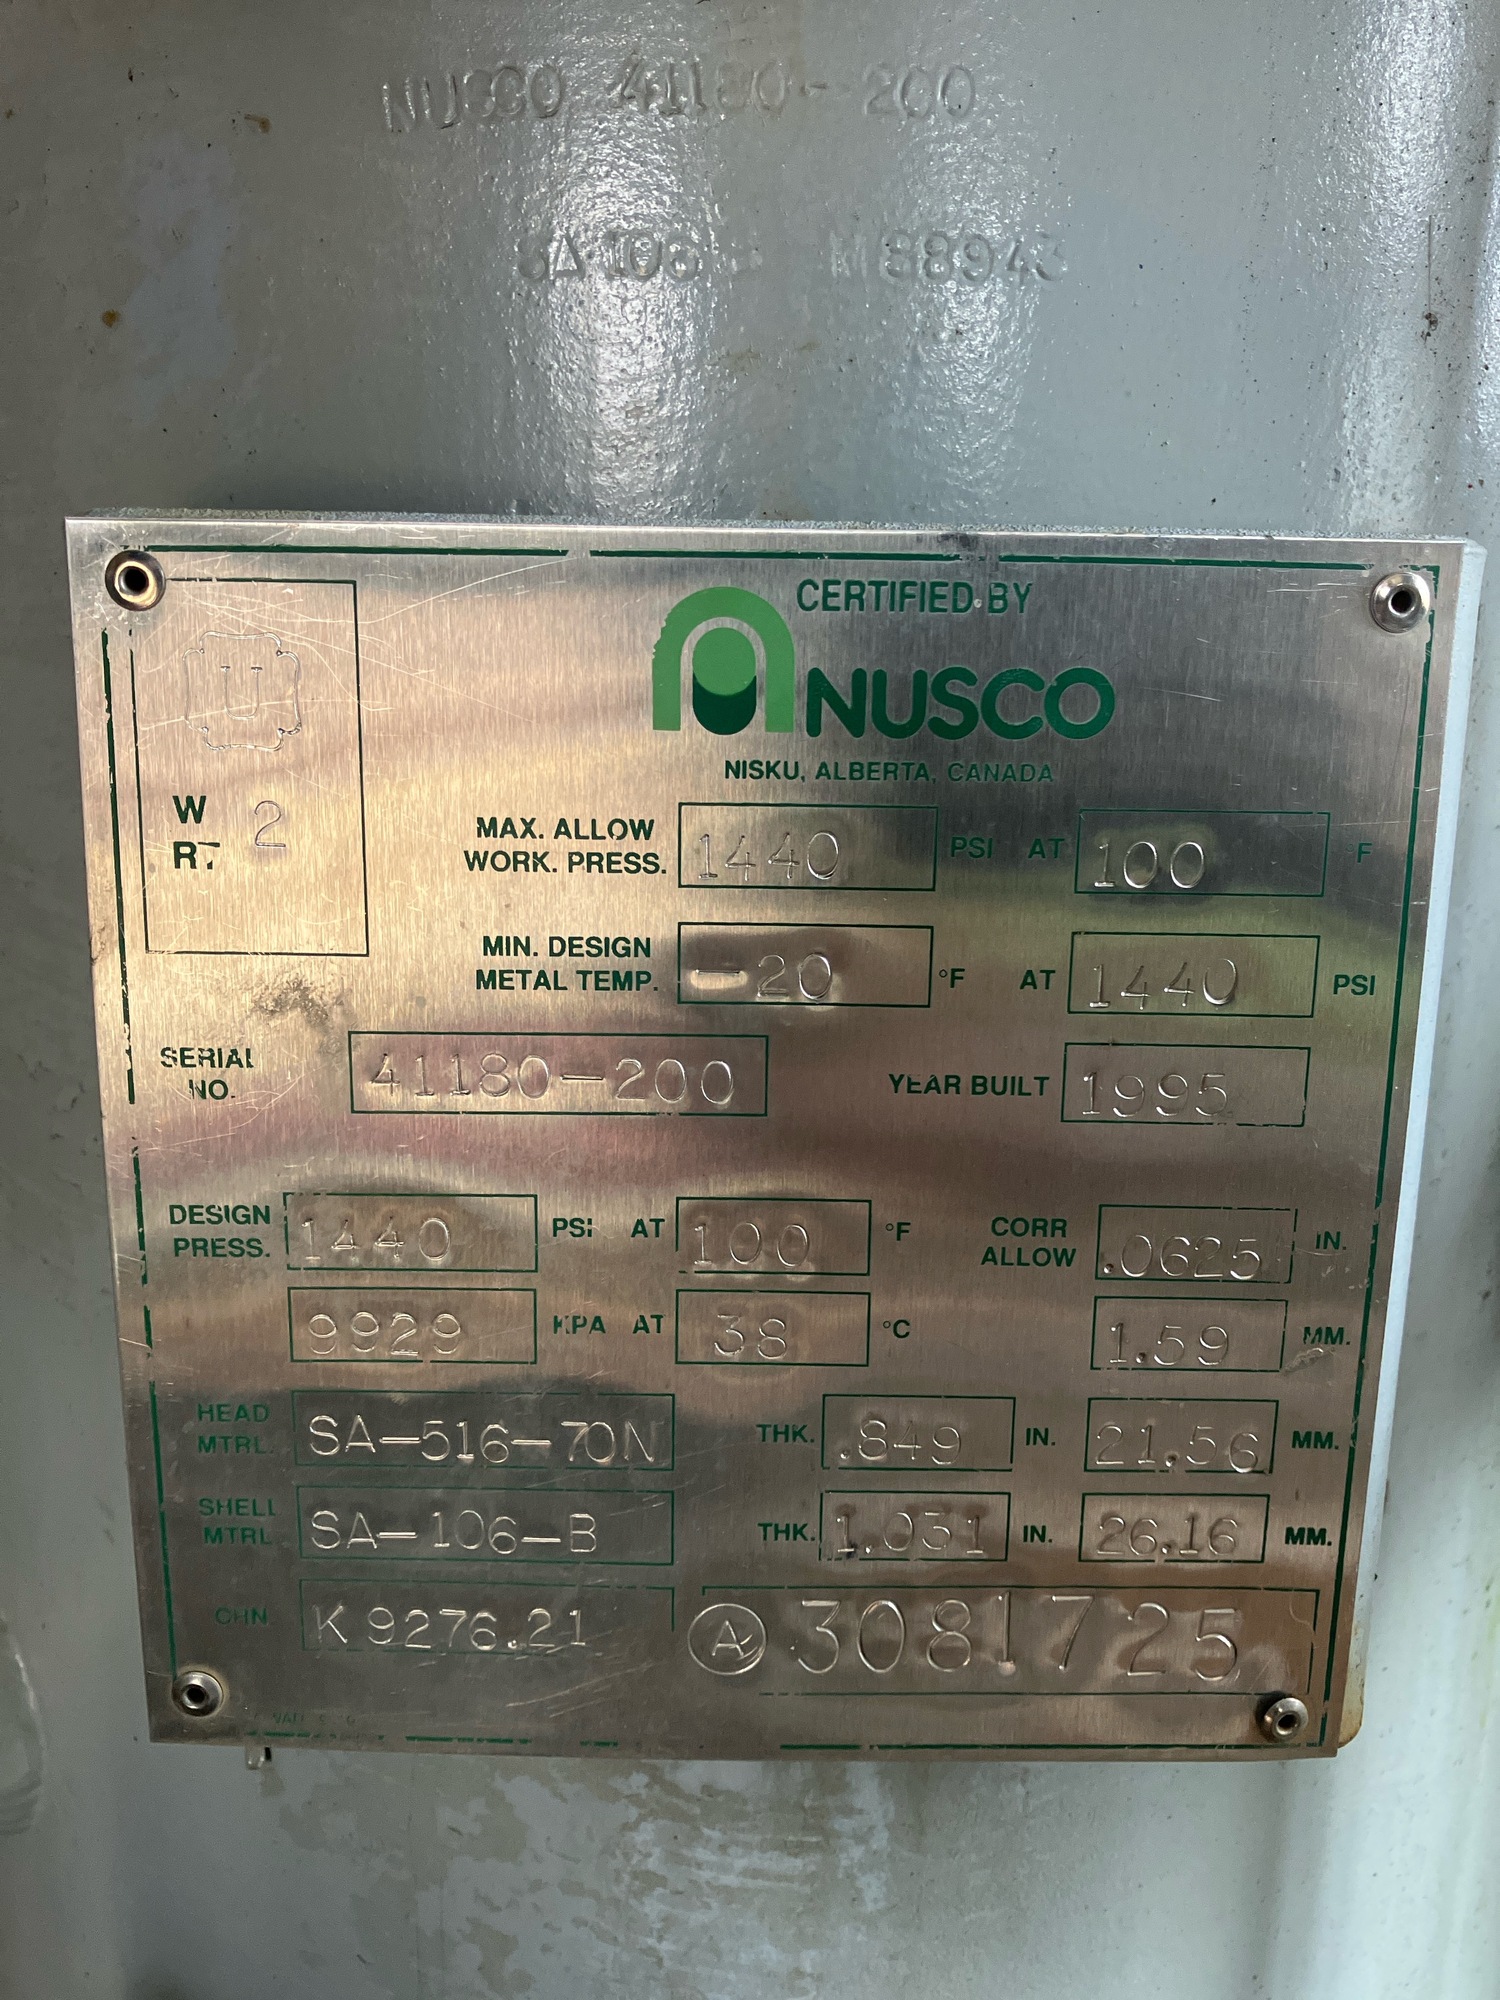 NUSCO 41180-200
SA 106 - M88943
U
W 2
RT
CERTIFIED BY
NUSCO
NISKU, ALBERTA, CANADA
MAX. ALLOW WORK. PRESS. 1440 PSI AT 100 °F
MIN. DESIGN METAL TEMP. -20 °F AT 1440 PSI
SERIAL NO. 41180-200 YEAR BUILT 1995
DESIGN PRESS. 1440 PSI AT 100 °F CORR ALLOW .0625 IN.
9929 KPA AT 38 °C 1.59 MM.
HEAD MTRL. SA-516-70N THK. .849 IN. 21.56 MM.
SHELL MTRL. SA-106-B THK. 1.031 IN. 26.16 MM.
CRN K9276.21 A 3081725